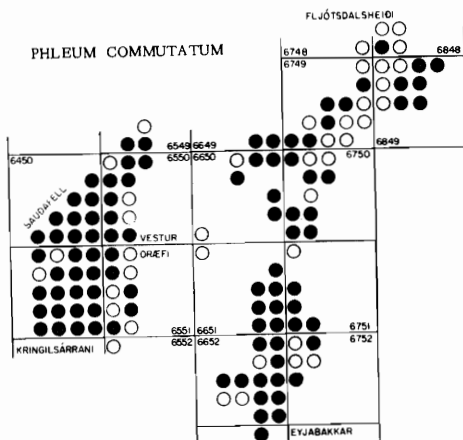 FLJÓTSDALSHEIÐI
PHLEUM COMMUTATUM
6748
6848
6749
6849
6750
6549 6649
6550 6650
6450
SAUDAFELL
VESTUR
ÖRÆFI
6551 6651
6552 6652
6751
6752
KRINGILSÁRRANI
EYJABAKKAR